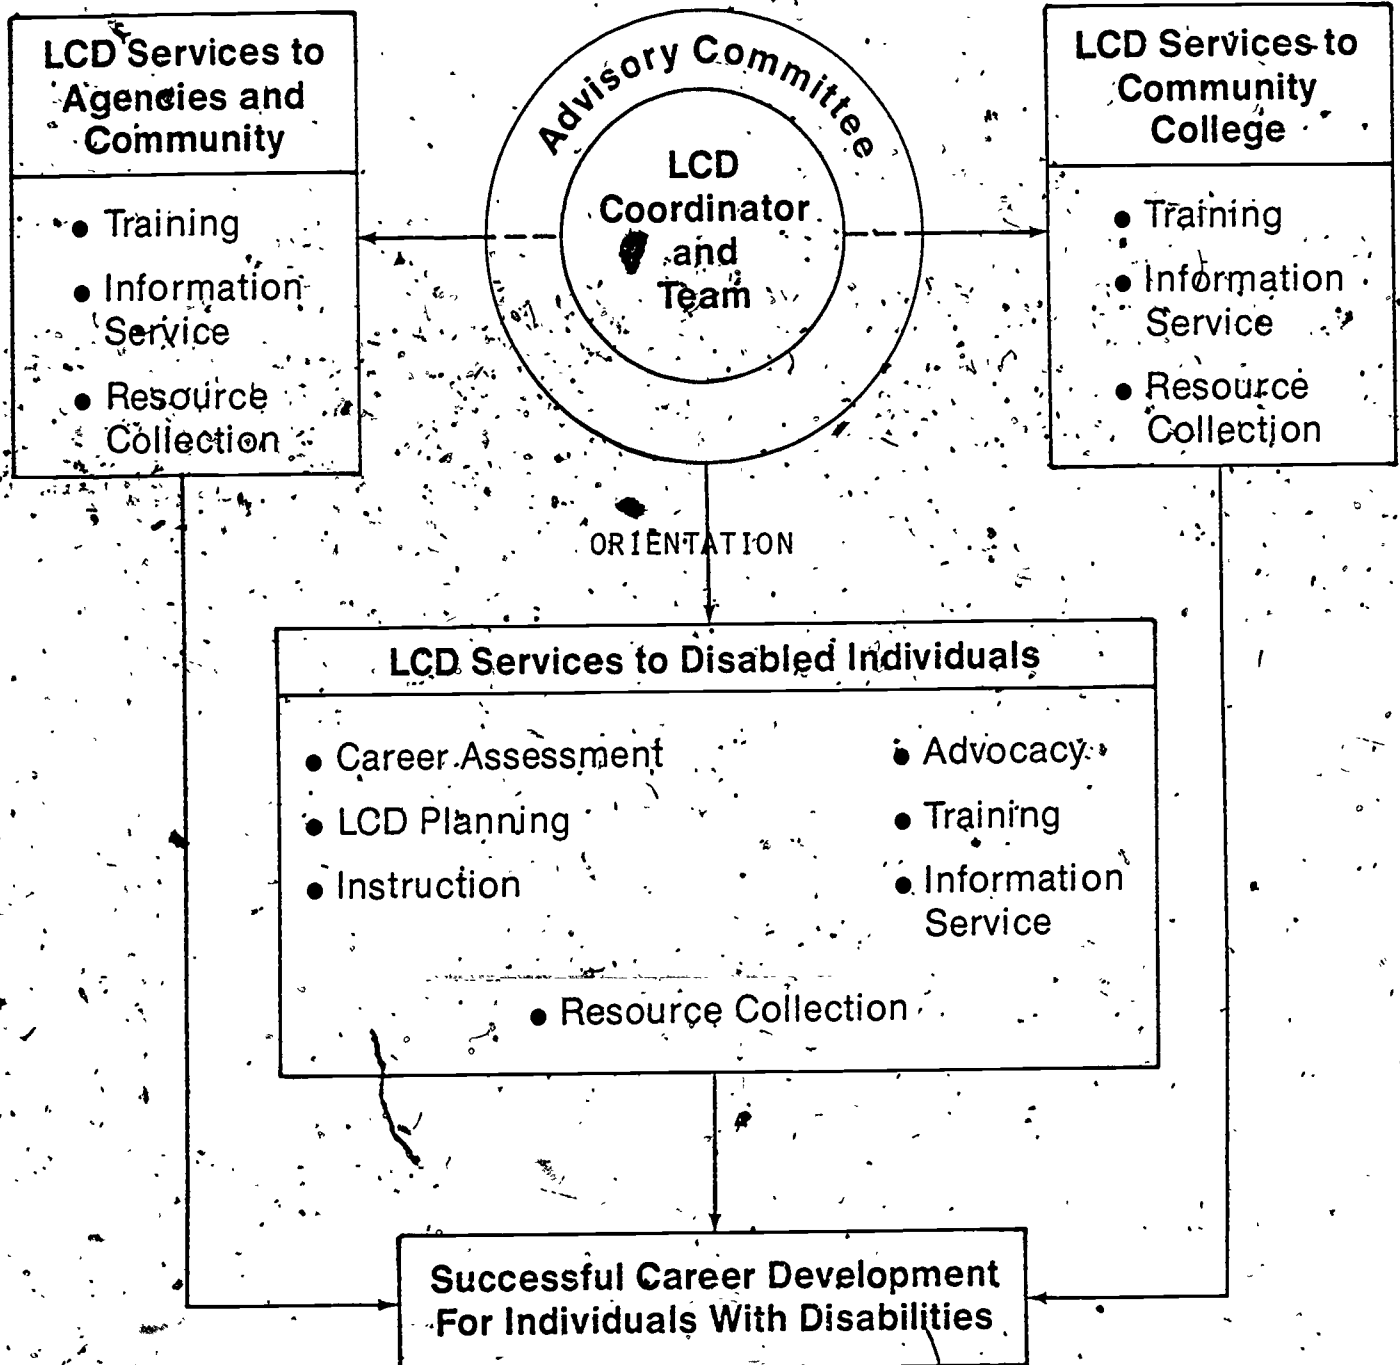 LCD Services to
Agencies and
Community
• Training
• Information
Service
• Resource
Collection
Advisory Committee
LCD
Coordinator
and
Team
LCD Services to
Community
College
• Training
• Information
Service
• Resource
Collection
ORIENTATION
LCD Services to Disabled Individuals
• Career Assessment
• LCD Planning
• Instruction
• Advocacy
• Training
• Information
Service
• Resource Collection
Successful Career Development
For Individuals With Disabilities